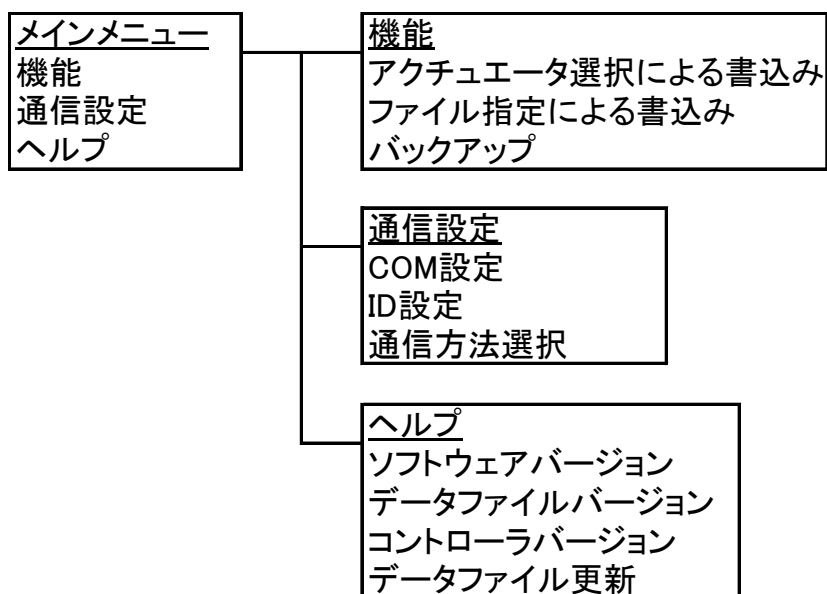 メインメニュー
機能
通信設定
ヘルプ
機能
アクチュエータ選択による書込み
ファイル指定による書込み
バックアップ
通信設定
COM設定
ID設定
通信方法選択
ヘルプ
ソフトウェアバージョン
データファイルバージョン
コントローラバージョン
データファイル更新